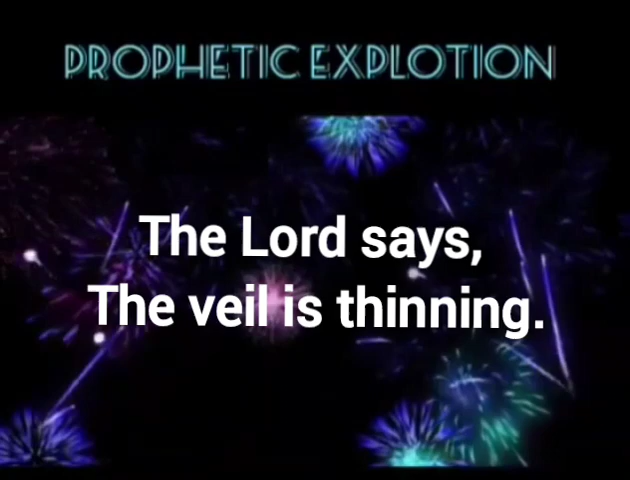 PROPHETIC EXPLOTION
The Lord says,
The veil is thinning.